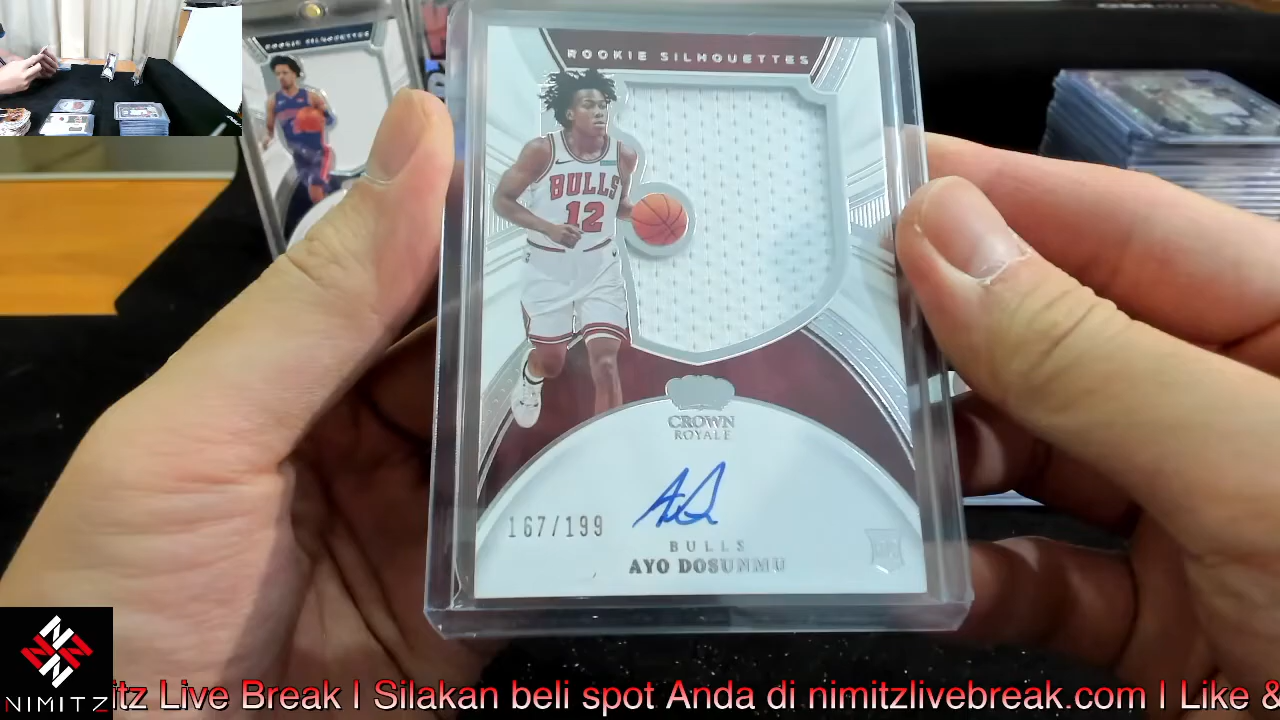 ROOKIE SILHOUETTES
ROOKIE SILHOUETTES
BULLS
12
CROWN
ROYALE
167/199
BULLS
AYO DOSUNMU
NIMITZ
itz Live Break | Silakan beli spot Anda di nimitzlivebreak.com | Like &